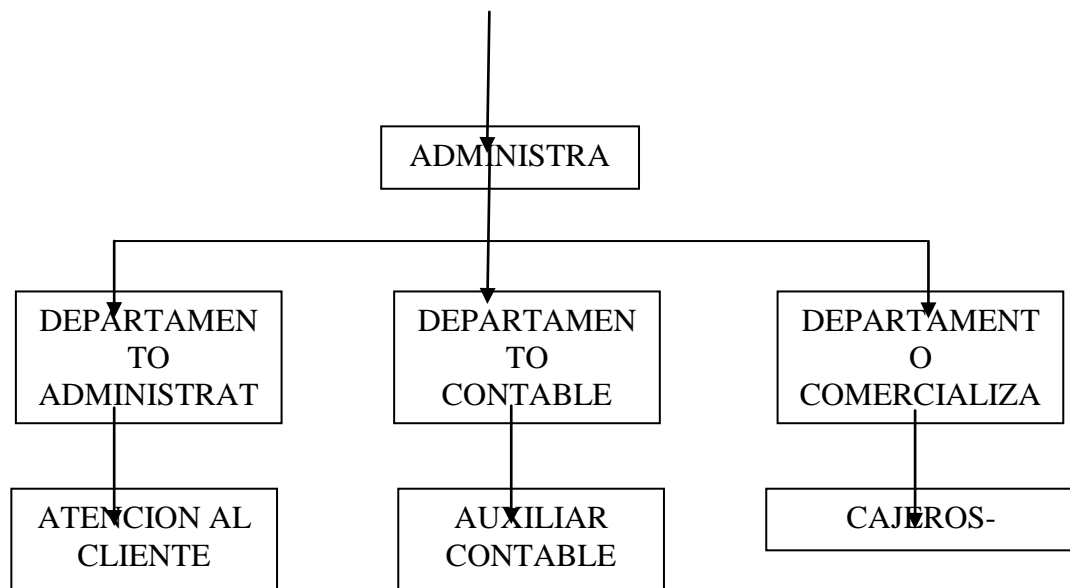 ADMINISTRA
DEPARTAMEN
TO
ADMINISTRAT
DEPARTAMEN
TO
CONTABLE
DEPARTAMENT
O
COMERCIALIZA
ATENCION AL
CLIENTE
AUXILIAR
CONTABLE
CAJEROS-